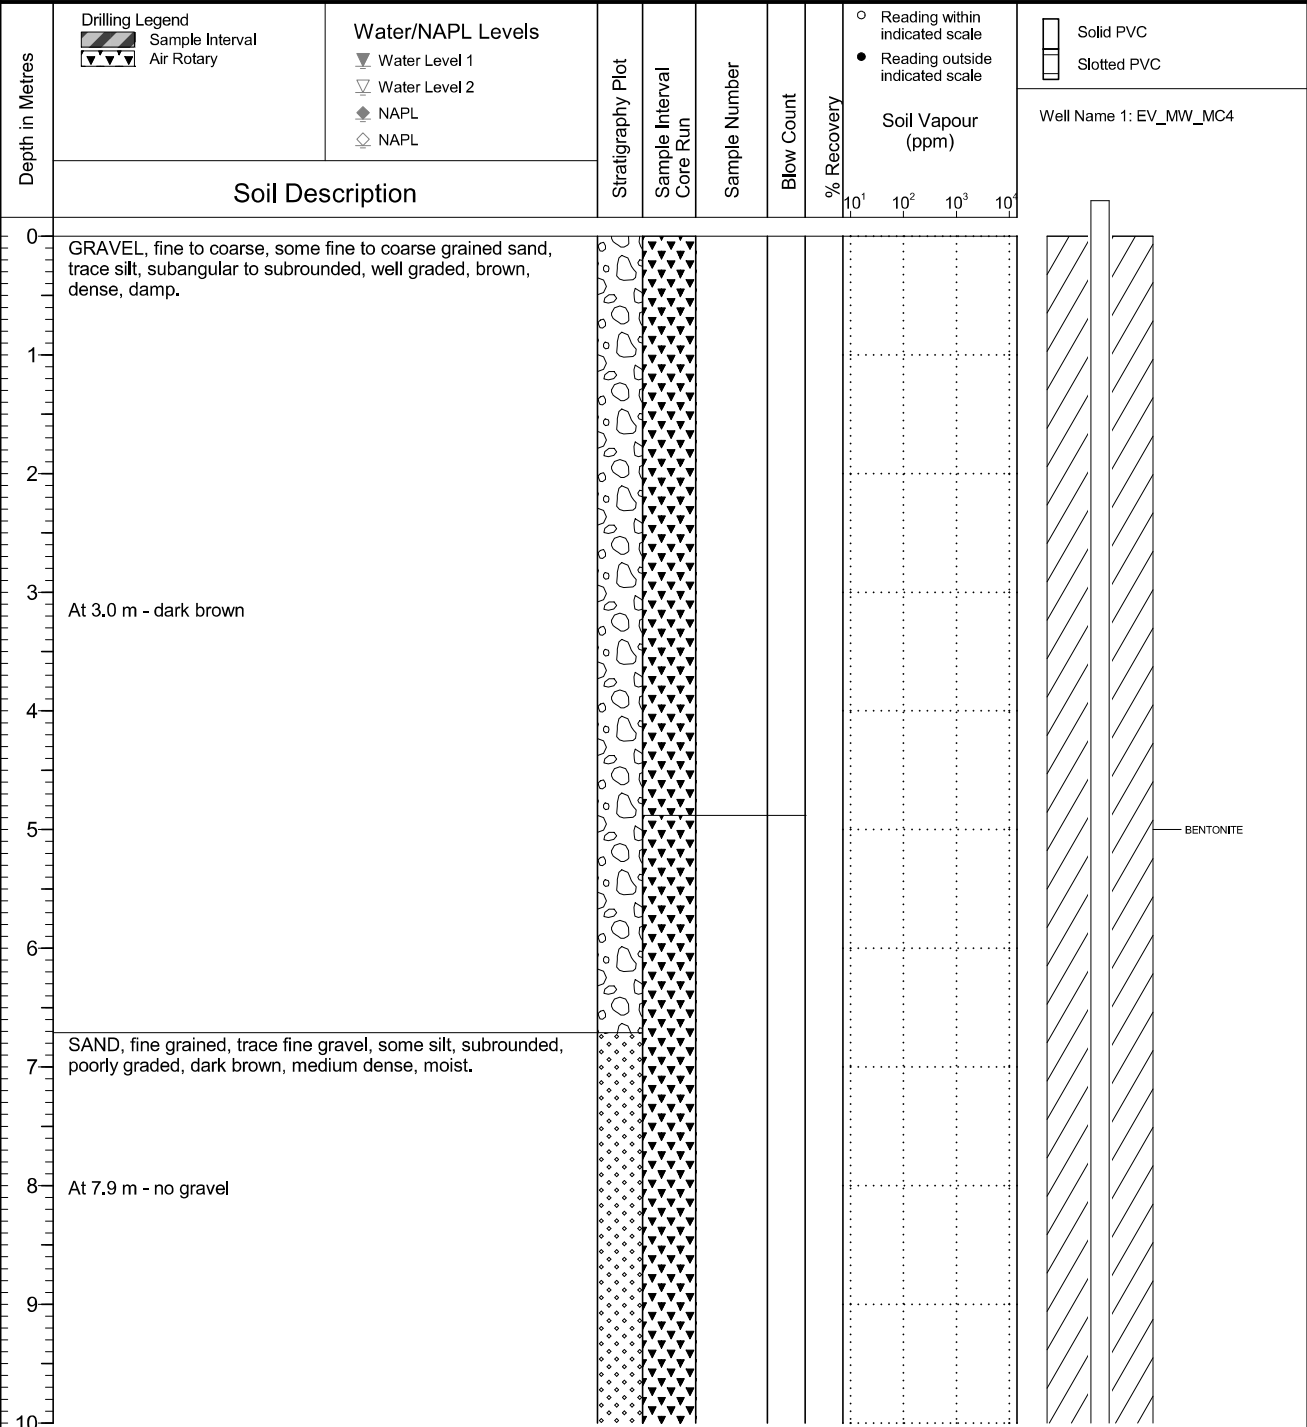 Depth in Metres
Drilling Legend
Sample Interval
Air Rotary
Water/NAPL Levels
Water Level 1
Water Level 2
NAPL
NAPL
Soil Description
Stratigraphy Plot
Sample Interval
Core Run
Sample Number
Blow Count
% Recovery
Reading within
indicated scale
Reading outside
indicated scale
Soil Vapour
(ppm)
10¹ 10² 10³ 10⁴
Solid PVC
Slotted PVC
Well Name 1: EV_MW_MC4
0
GRAVEL, fine to coarse, some fine to coarse grained sand,
trace silt, subangular to subrounded, well graded, brown,
dense, damp.
1
2
3
At 3.0 m - dark brown
4
5
BENTONITE
6
SAND, fine grained, trace fine gravel, some silt, subrounded,
poorly graded, dark brown, medium dense, moist.
7
8
At 7.9 m - no gravel
9
10